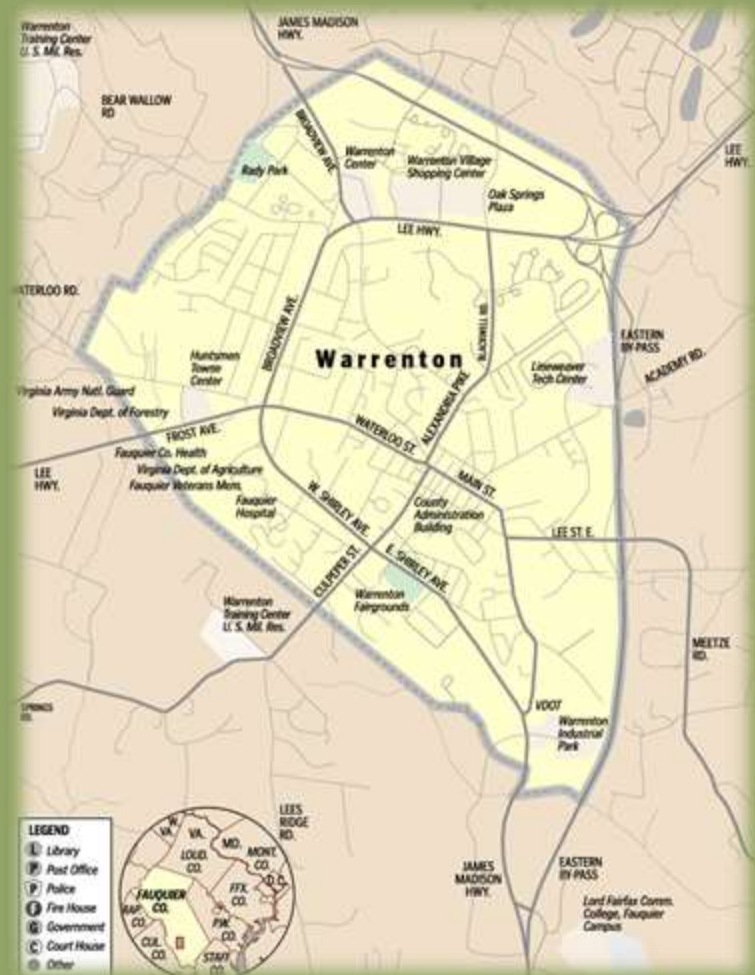 Warrenton
Training Center
U. S. Mil. Res.
JAMES MADISON
HWY.
BEAR WALLOW
RD
BROADVIEW AVE.
Rady Park
Warrenton
Center
Warrenton Village
Shopping Center
Oak Springs
Plaza
LEE
HWY.
LEE HWY.
WATERLOO RD.
BROADVIEW AVE.
BLACKWELL RD.
EASTERN
BY-PASS
ACADEMY RD.
Huntsmen
Towne
Center
Warrenton
Lineweaver
Tech Center
ALEXANDRIA PIKE
Virginia Army Natl. Guard
Virginia Dept. of Forestry
FROST AVE.
WATERLOO ST.
LEE
HWY.
Fauquier Co. Health
Virginia Dept. of Agriculture
Fauquier Veterans Mem.
Fauquier
Hospital
W. SHIRLEY AVE.
MAIN ST.
County
Administration
Building
LEE ST. E.
CULPEPER ST.
E. SHIRLEY AVE.
Warrenton
Fairgrounds
Warrenton
Training Center
U. S. Mil. Res.
MEETZE
RD.
SPRINGS
RD.
VDOT
Warrenton
Industrial
Park
LEES
RIDGE
RD.
JAMES
MADISON
HWY.
EASTERN
BY-PASS
Lord Fairfax Comm.
College, Fauquier
Campus
LEGEND
L Library
P Post Office
P Police
F Fire House
G Government
C Court House
Other
W.
VA.
VA.
MD.
LOUD.
CO.
MONT.
CO.
D.C.
FAUQUIER
CO.
FFX.
CO.
RAP.
CO.
P.W.
CO.
CUL.
CO.
STAFF.
CO.